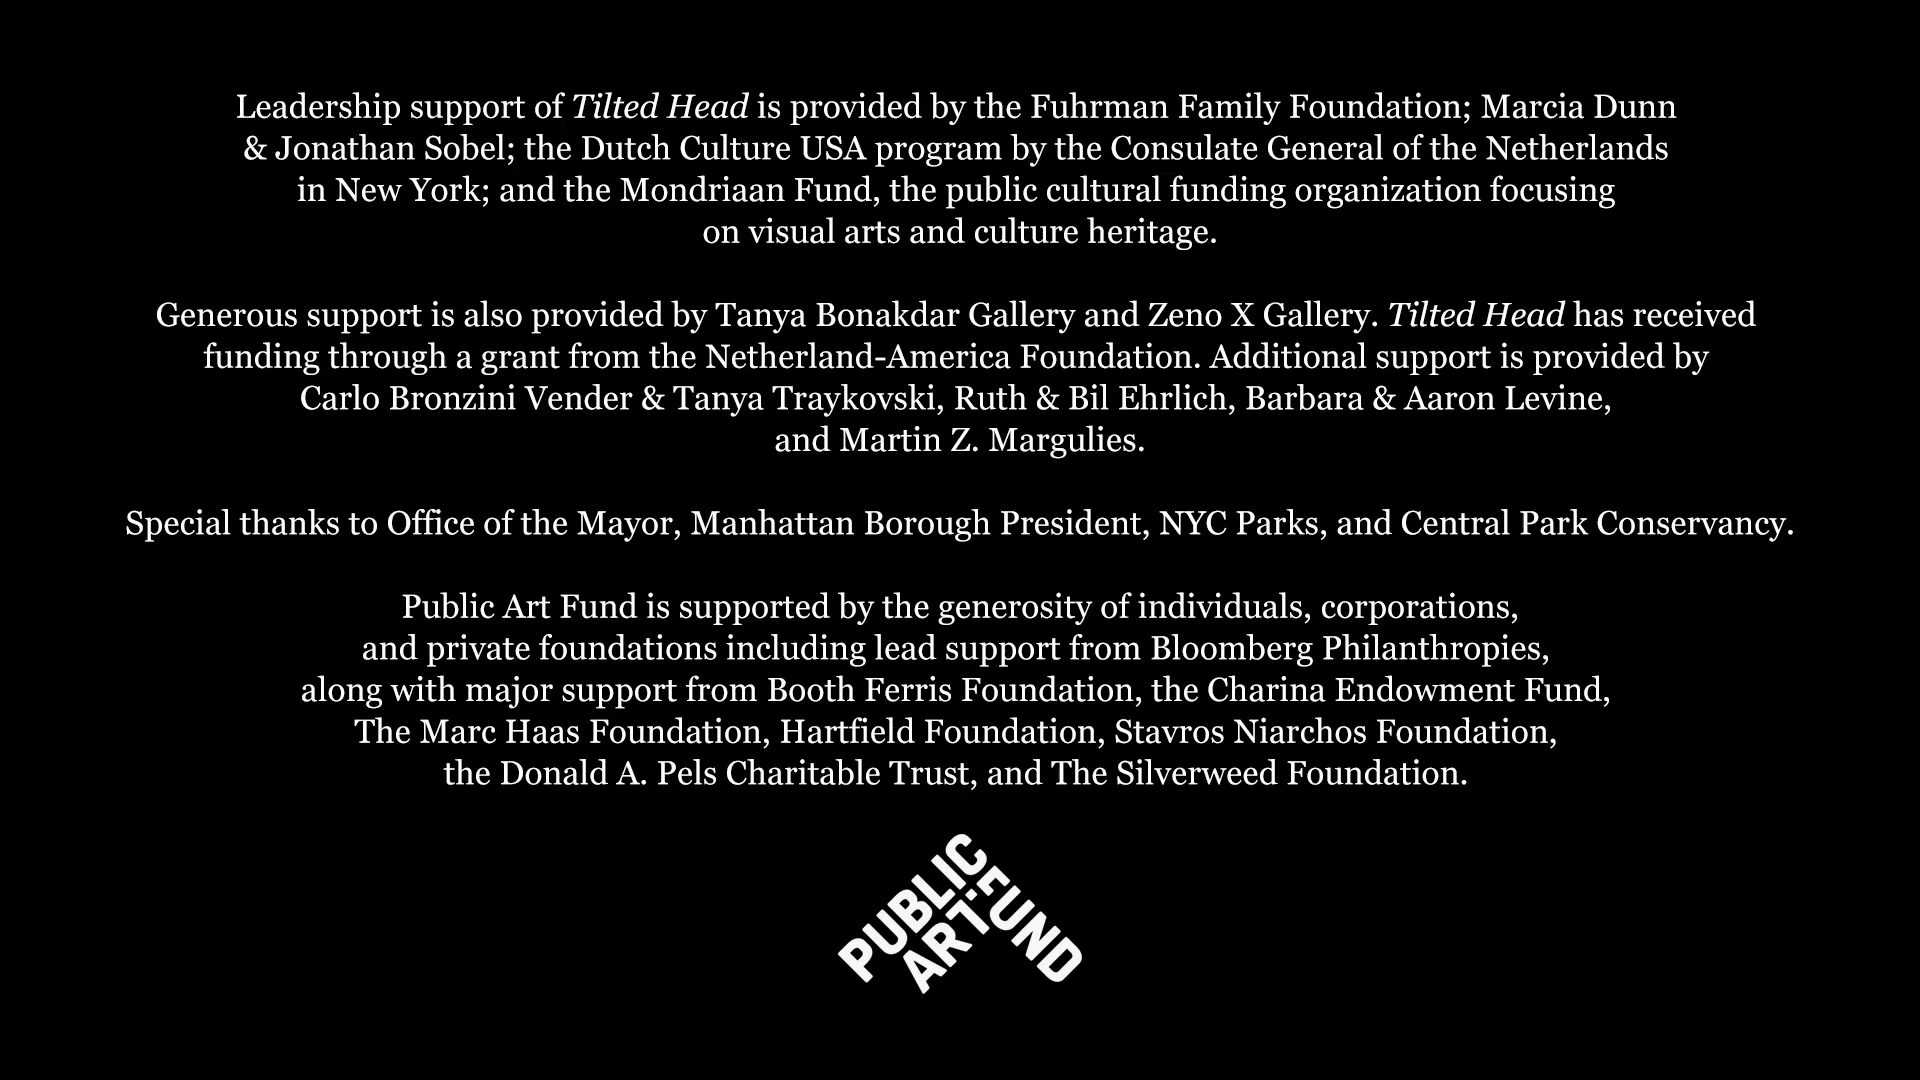 Leadership support of Tilted Head is provided by the Fuhrman Family Foundation; Marcia Dunn
& Jonathan Sobel; the Dutch Culture USA program by the Consulate General of the Netherlands
in New York; and the Mondriaan Fund, the public cultural funding organization focusing
on visual arts and culture heritage.
Generous support is also provided by Tanya Bonakdar Gallery and Zeno X Gallery. Tilted Head has received
funding through a grant from the Netherland-America Foundation. Additional support is provided by
Carlo Bronzini Vender & Tanya Traykovski, Ruth & Bil Ehrlich, Barbara & Aaron Levine,
and Martin Z. Margulies.
Special thanks to Office of the Mayor, Manhattan Borough President, NYC Parks, and Central Park Conservancy.
Public Art Fund is supported by the generosity of individuals, corporations,
and private foundations including lead support from Bloomberg Philanthropies,
along with major support from Booth Ferris Foundation, the Charina Endowment Fund,
The Marc Haas Foundation, Hartfield Foundation, Stavros Niarchos Foundation,
the Donald A. Pels Charitable Trust, and The Silverweed Foundation.
PUBLIC
ART
FUND